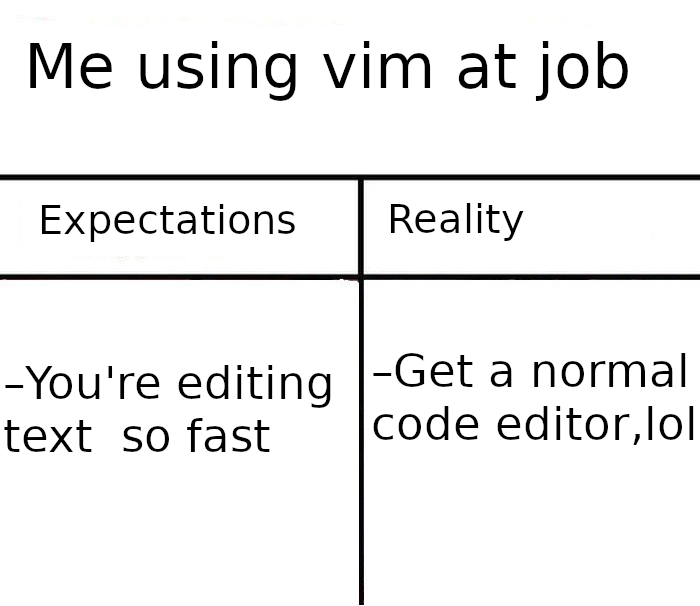 Me using vim at job
Expectations
Reality
–You're editing
text so fast
–Get a normal
code editor,lol